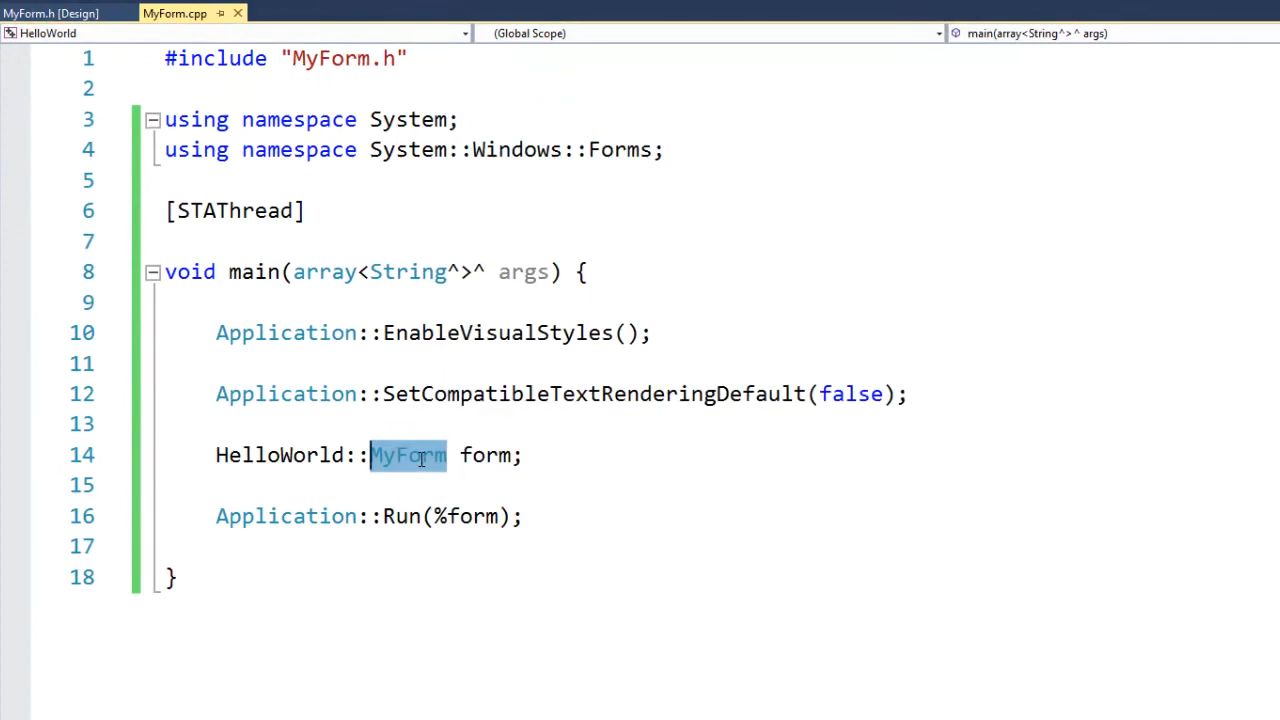 MyForm.h [Design] MyForm.cpp
HelloWorld (Global Scope) main(array<String^>^ args)
1 #include "MyForm.h"
2
3 using namespace System;
4 using namespace System::Windows::Forms;
5
6 [STAThread]
7
8 void main(array<String^>^ args) {
9
10 Application::EnableVisualStyles();
11
12 Application::SetCompatibleTextRenderingDefault(false);
13
14 HelloWorld::MyForm form;
15
16 Application::Run(%form);
17
18 }